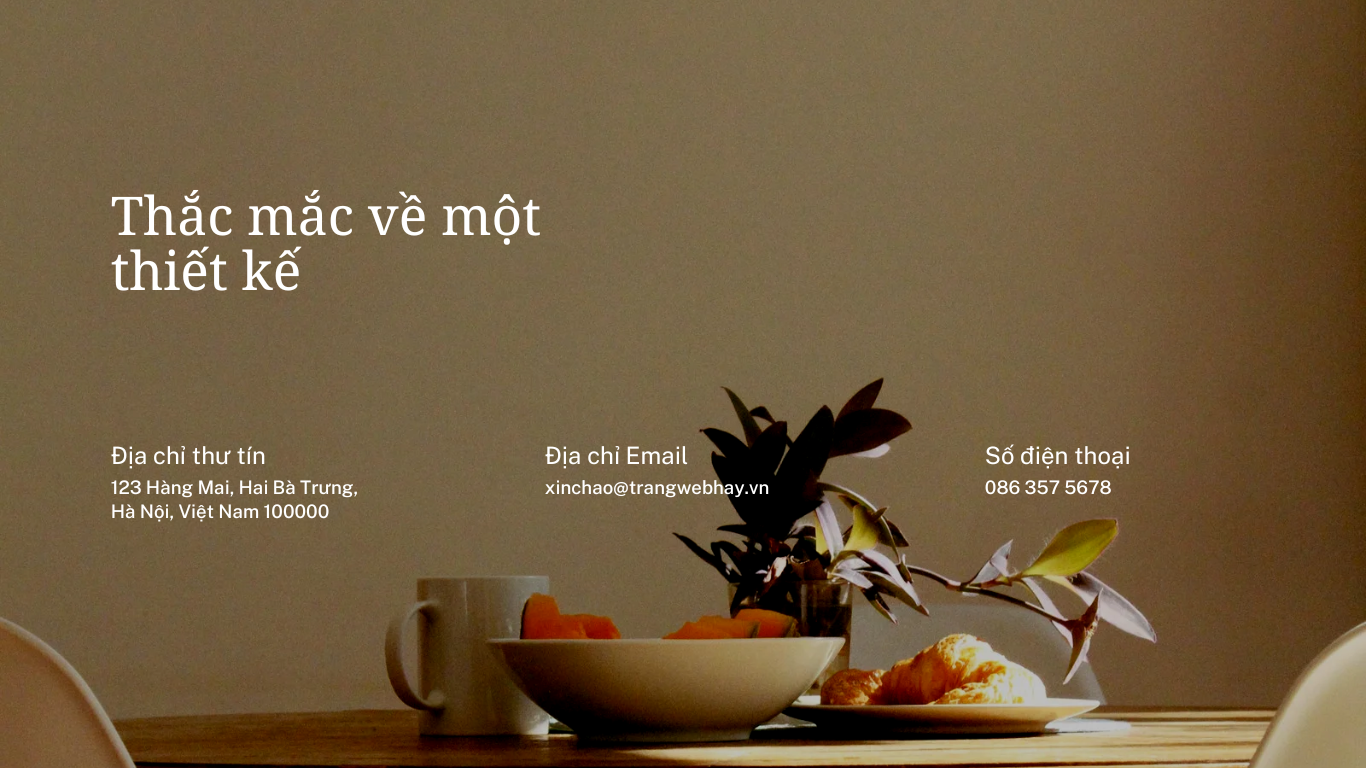 Thắc mắc về một
thiết kế
Địa chỉ thư tín
123 Hàng Mai, Hai Bà Trưng,
Hà Nội, Việt Nam 100000
Địa chỉ Email
xinchao@trangwebhay.vn
Số điện thoại
086 357 5678